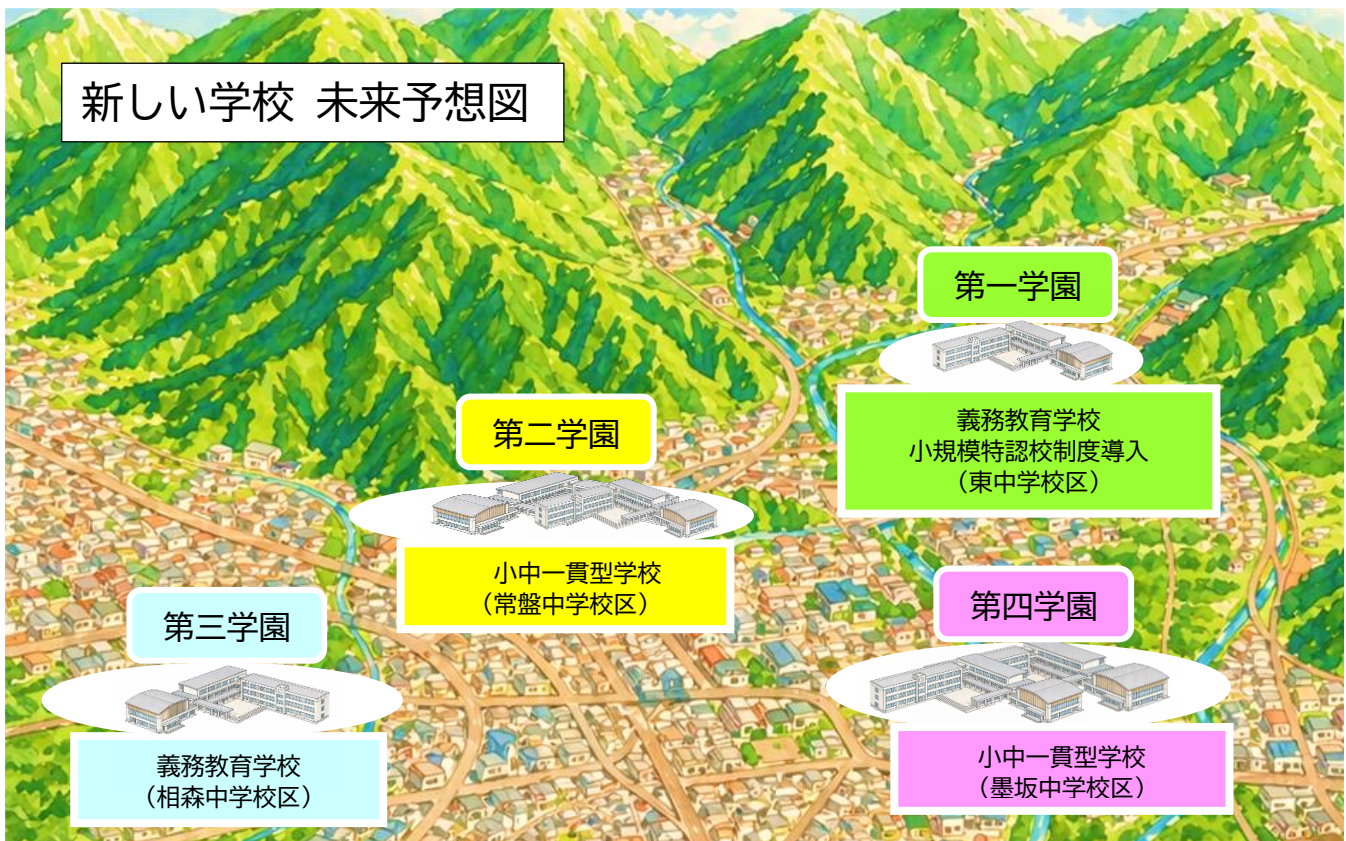 新しい学校 未来予想図
第一学園
義務教育学校
小規模特認校制度導入
（東中学校区）
第二学園
小中一貫型学校
（常盤中学校区）
第三学園
義務教育学校
（相森中学校区）
第四学園
小中一貫型学校
（墨坂中学校区）